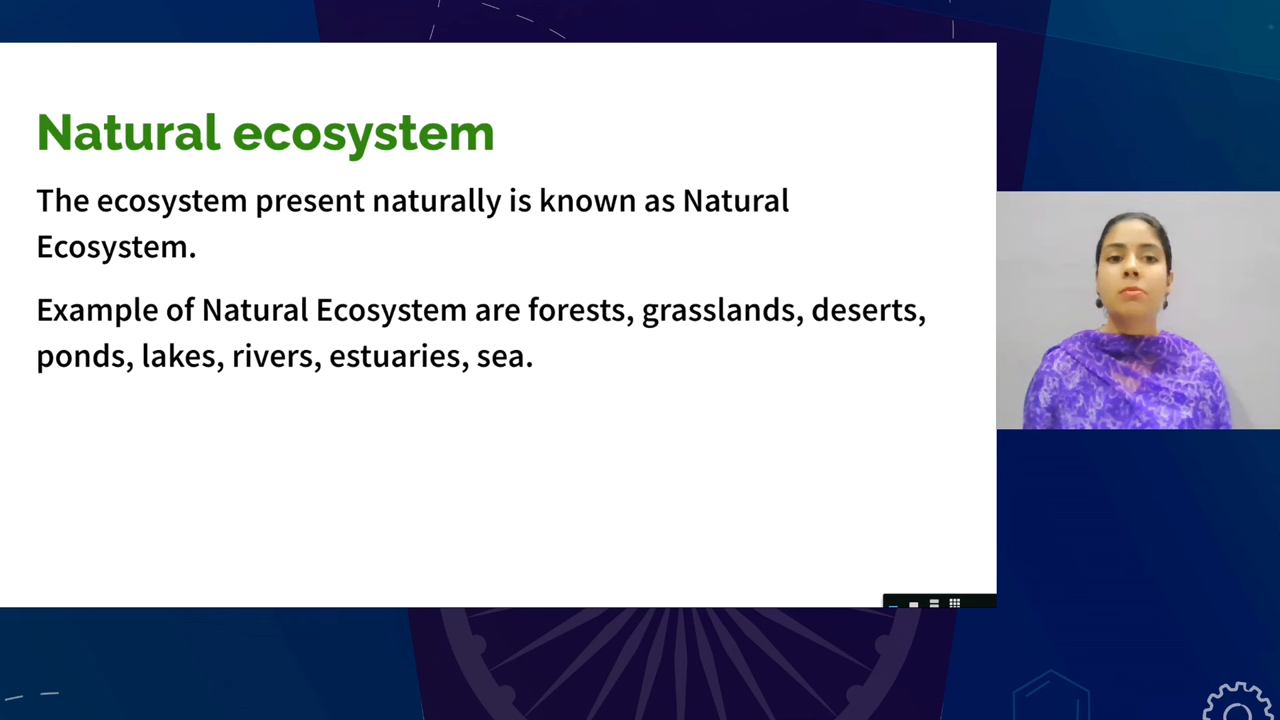 Natural ecosystem
The ecosystem present naturally is known as Natural
Ecosystem.
Example of Natural Ecosystem are forests, grasslands, deserts,
ponds, lakes, rivers, estuaries, sea.